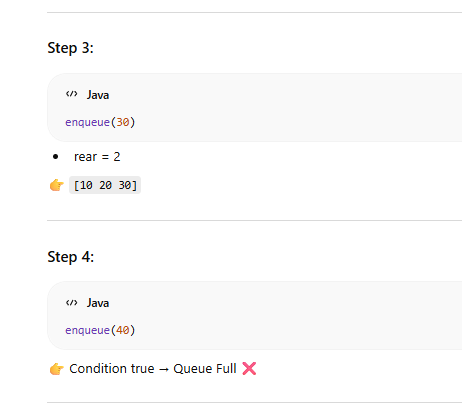 Step 3:
</> Java
enqueue(30)
• rear = 2
👉 [10 20 30]
Step 4:
</> Java
enqueue(40)
👉 Condition true → Queue Full ❌